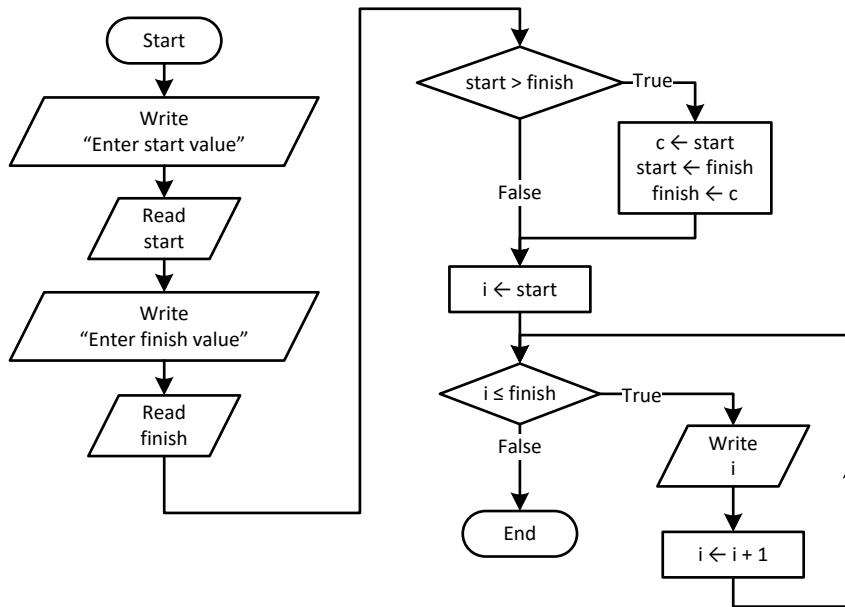 Start
Write
“Enter start value”
Read
start
Write
“Enter finish value”
Read
finish
start > finish
True
c ← start
start ← finish
finish ← c
False
i ← start
i ≤ finish
True
Write
i
i ← i + 1
False
End